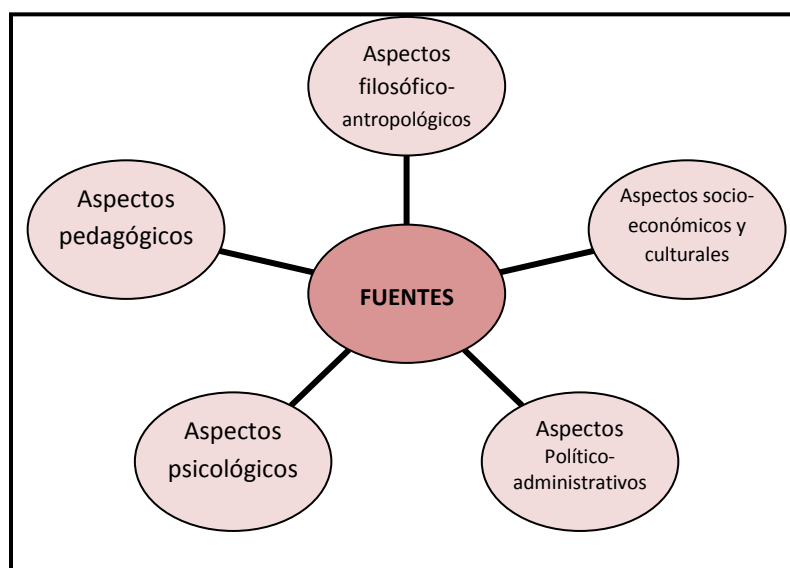 Aspectos
filosófico-
antropológicos
Aspectos
pedagógicos
Aspectos socio-
económicos y
culturales
FUENTES
Aspectos
psicológicos
Aspectos
Político-
administrativos